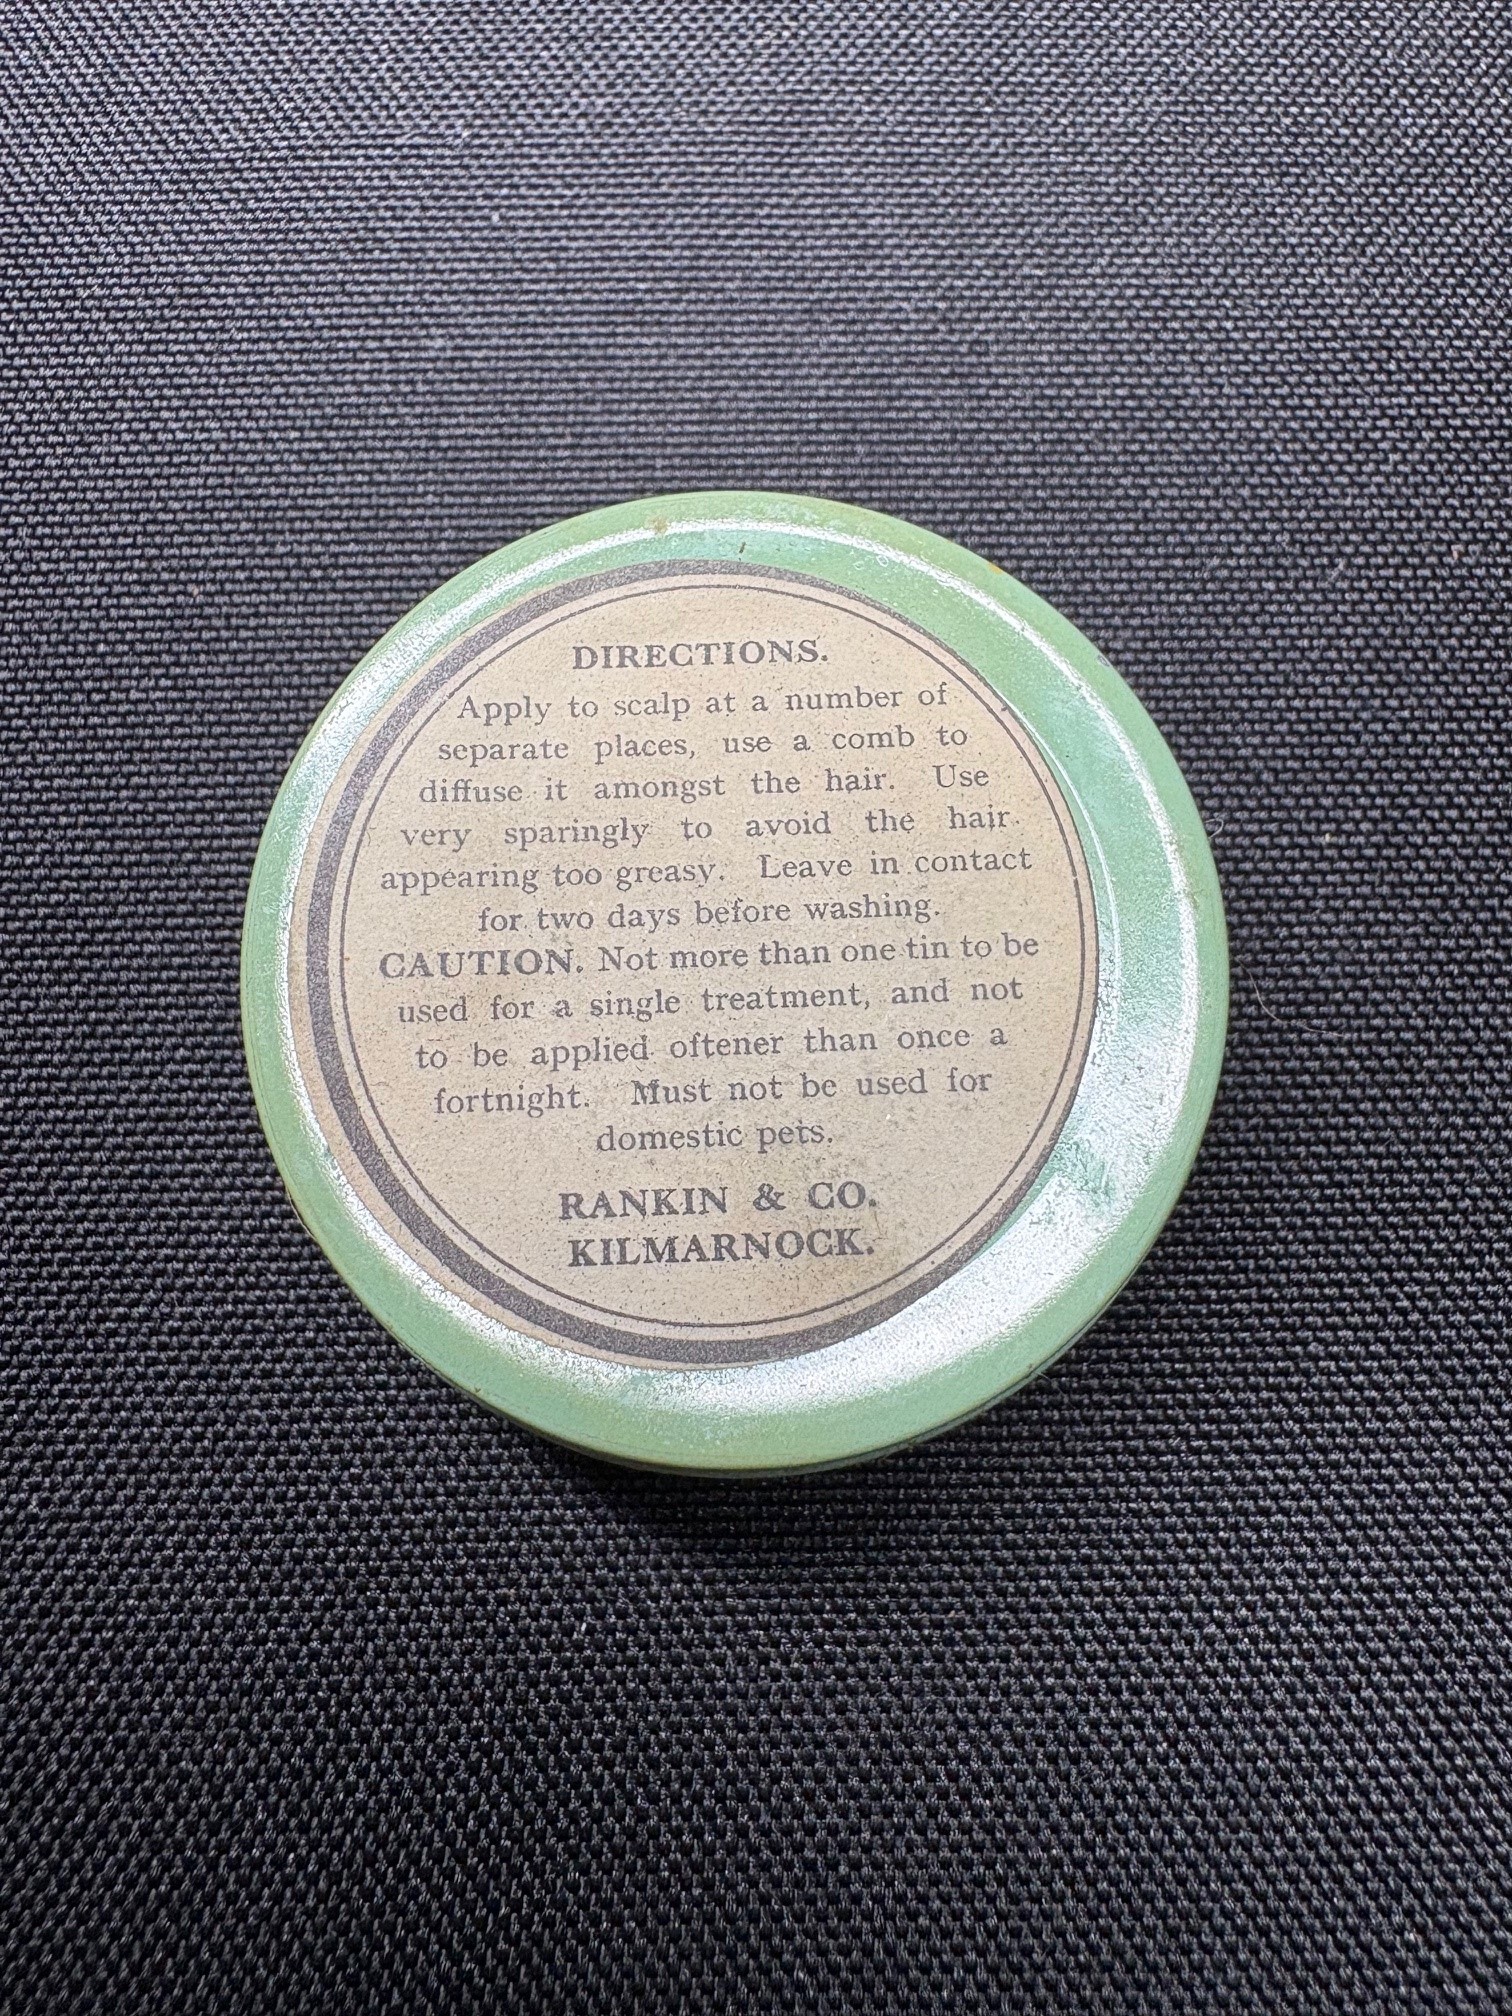 DIRECTIONS.
Apply to scalp at a number of
separate places, use a comb to
diffuse it amongst the hair. Use
very sparingly to avoid the hair
appearing too greasy. Leave in contact
for two days before washing.
CAUTION. Not more than one tin to be
used for a single treatment, and not
to be applied oftener than once a
fortnight. Must not be used for
domestic pets.
RANKIN & CO.
KILMARNOCK.